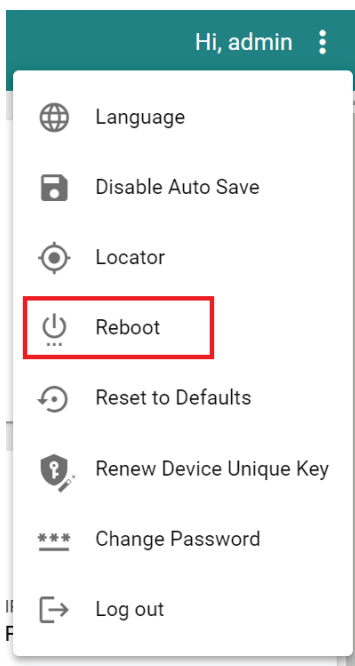 Hi, admin
Language
Disable Auto Save
Locator
Reboot
Reset to Defaults
Renew Device Unique Key
Change Password
Log out